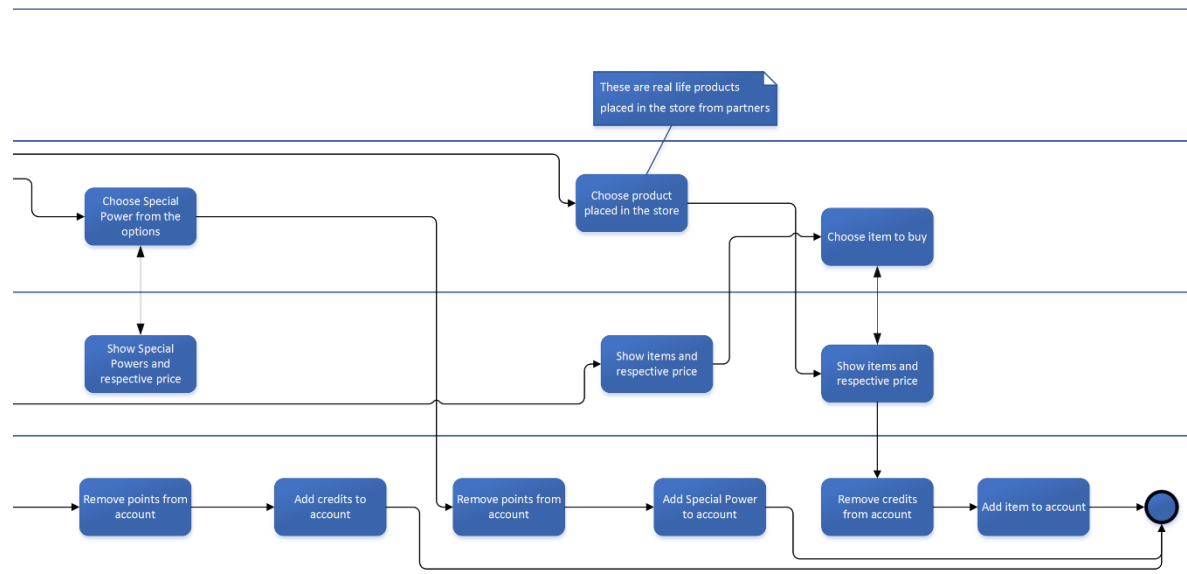 These are real life products
placed in the store from partners
Choose Special
Power from the
options
Choose product
placed in the store
Choose item to buy
Show Special
Powers and
respective price
Show items and
respective price
Show items and
respective price
Remove points from
account
Add credits to
account
Remove points from
account
Add Special Power
to account
Remove credits
from account
Add item to account